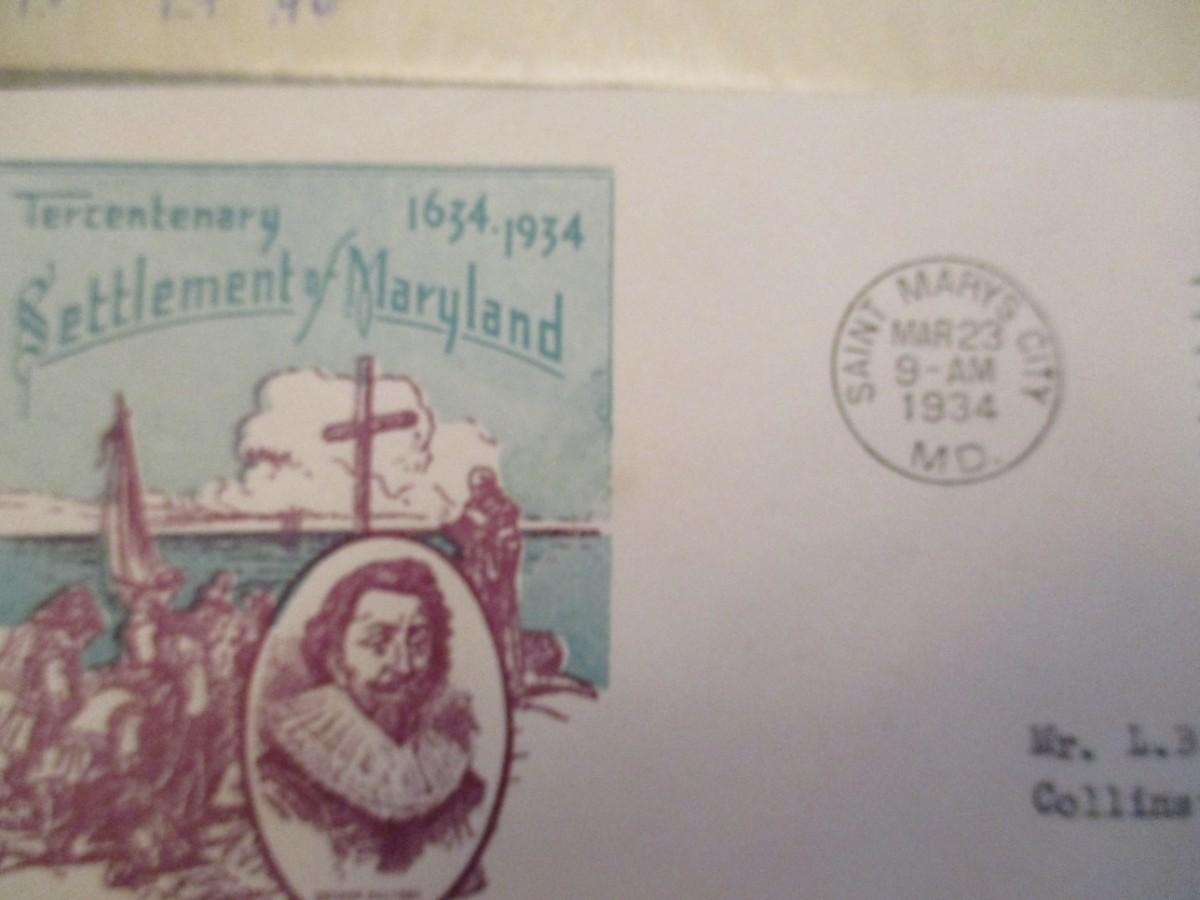 Tercentenary
1634-1934
Settlement of Maryland
SAINT MARYS CITY
MAR 23
9-AM
1934
MD.
Mr. L.B
Collins